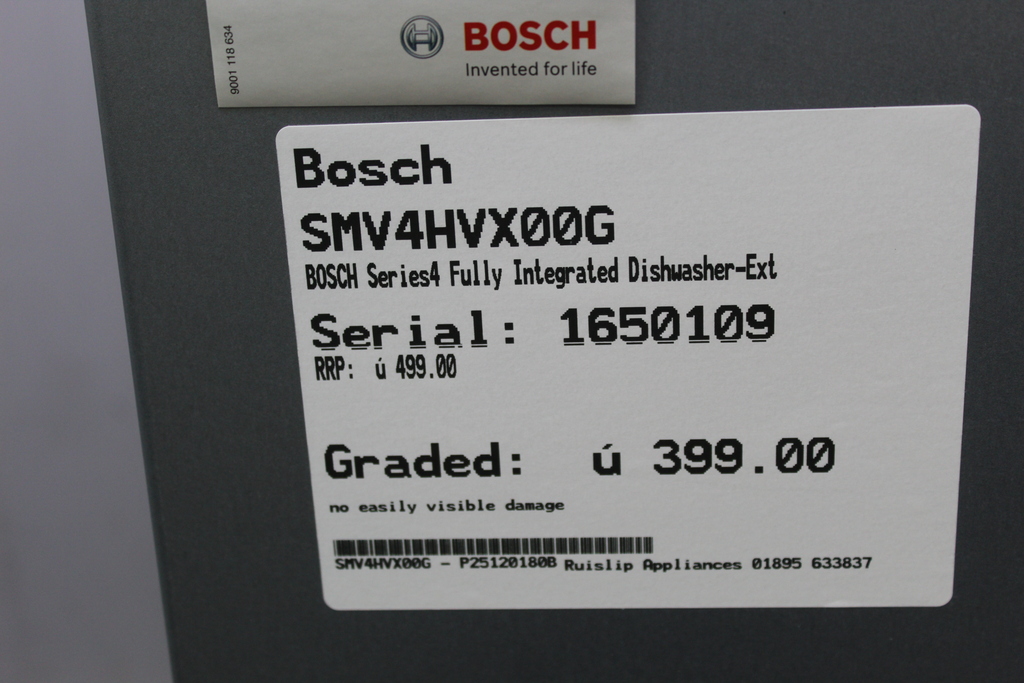 BOSCH
Invented for life
9001 118 634
Bosch
SMV4HVX00G
BOSCH Series4 Fully Integrated Dishwasher-Ext
Serial: 1650109
RRP: ú 499.00
Graded: ú 399.00
no easily visible damage
SMV4HVX00G - P25120180B Ruislip Appliances 01895 633837